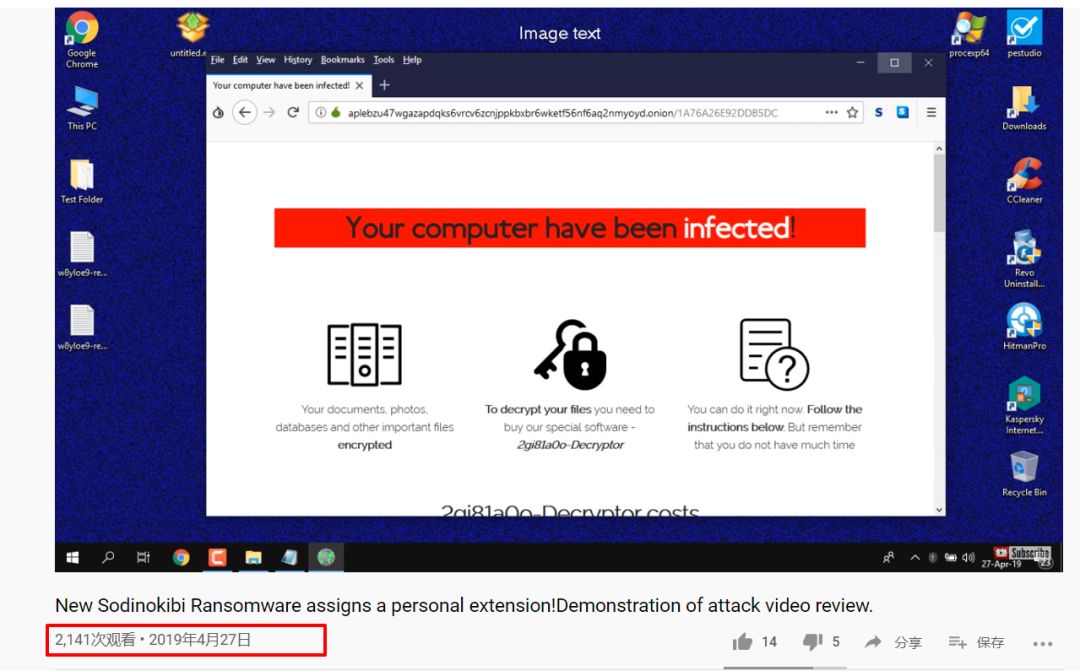 Image text
Google
Chrome
untitled.e
procexp64
pestudio
File Edit View History Bookmarks Tools Help
Your computer have been infected!
aplebzu47wgazapdqks6vrcv6zcnjppkbxbr6wketf56nf6aq2nmyoyd.onion/1A76A26E92DDB5DC
This PC
Downloads
Test Folder
CCleaner
Your computer have been infected!
w8yloe9-re...
Revo
Uninstall...
w8yloe9-re...
HitmanPro
Your documents, photos,
databases and other important files
encrypted
To decrypt your files you need to
buy our special software -
2gi81a0o-Decryptor
You can do it right now. Follow the
instructions below. But remember
that you do not have much time
Kaspersky
Internet...
Recycle Bin
2gi81a0o-Decryptor costs
Subscribe
27-Apr-19
23
New Sodinokibi Ransomware assigns a personal extension!Demonstration of attack video review.
2,141次观看 • 2019年4月27日
14 5 分享 保存